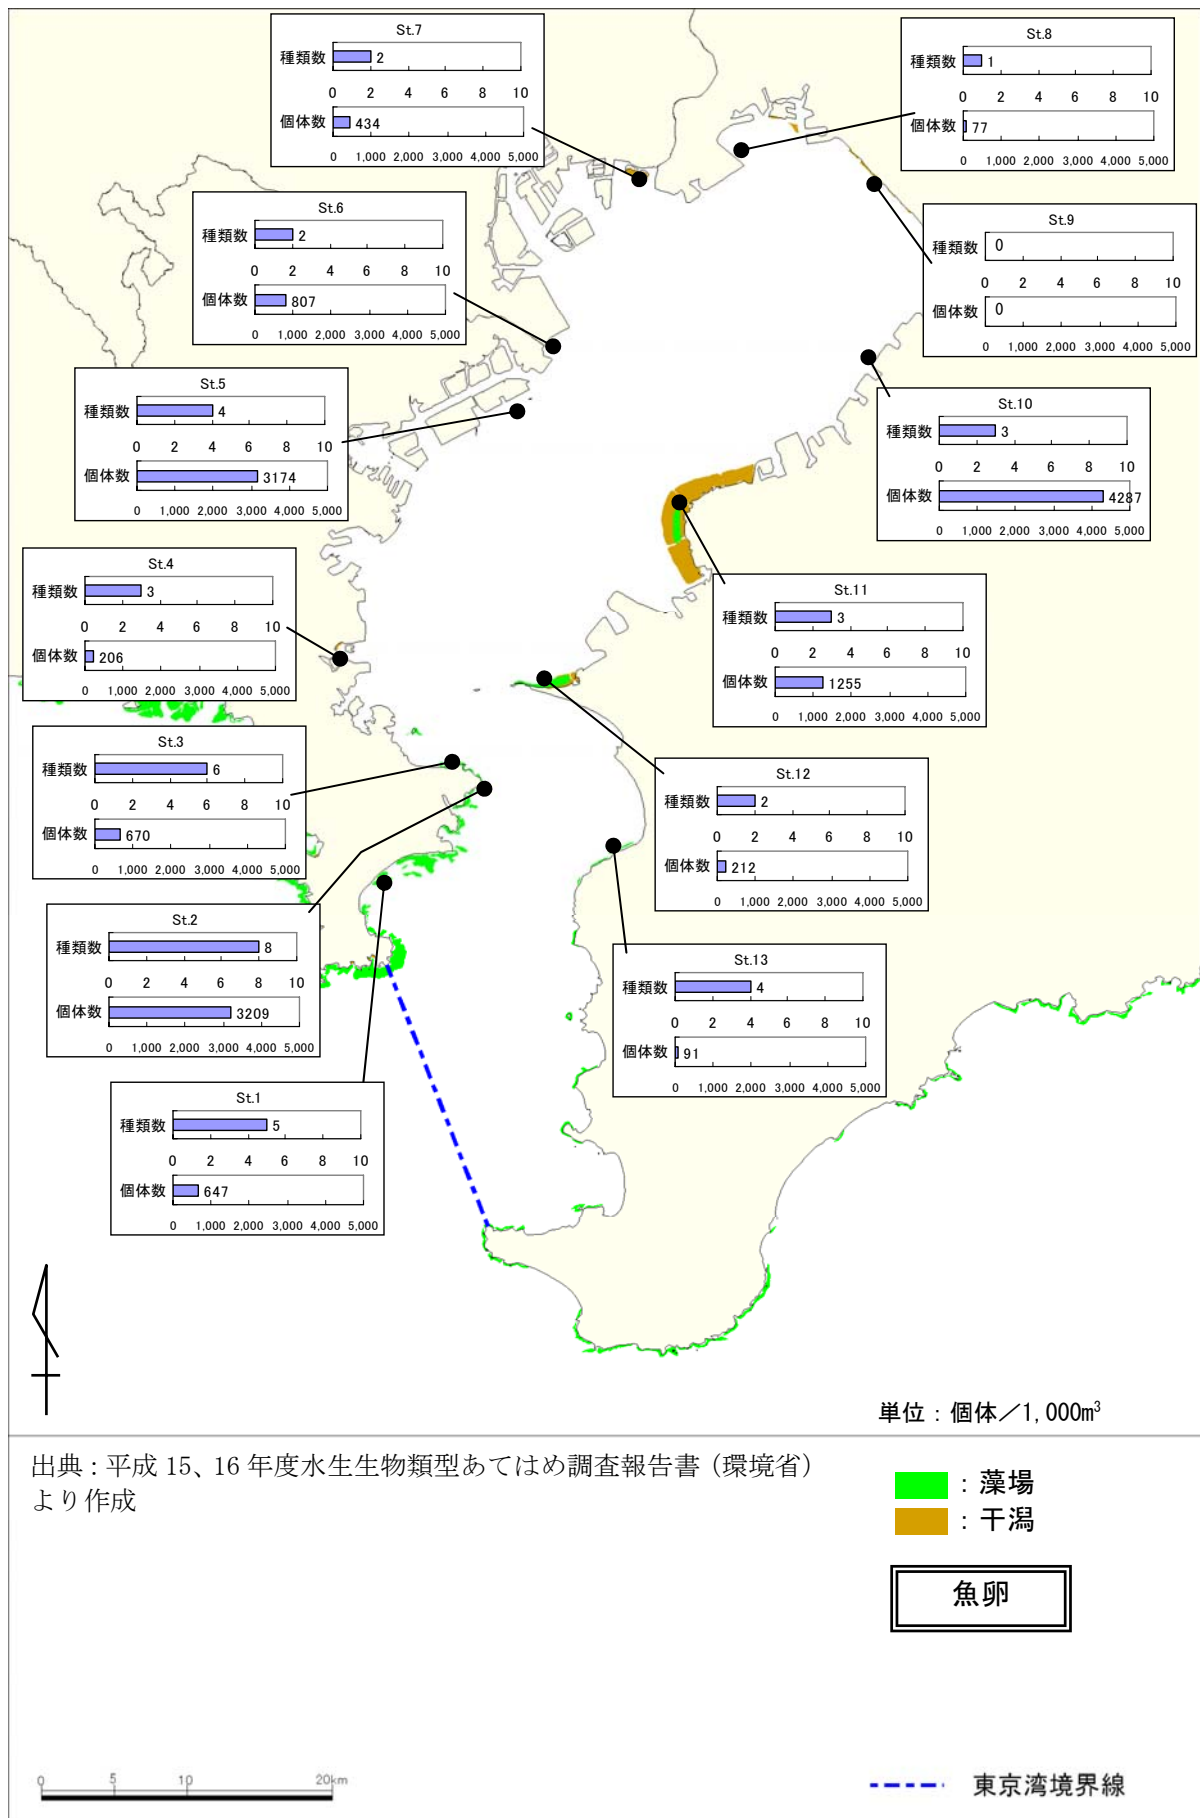 St.7
種類数 2
0 2 4 6 8 10
個体数 434
0 1,000 2,000 3,000 4,000 5,000
St.8
種類数 1
0 2 4 6 8 10
個体数 77
0 1,000 2,000 3,000 4,000 5,000
St.6
種類数 2
0 2 4 6 8 10
個体数 807
0 1,000 2,000 3,000 4,000 5,000
St.9
種類数 0
0 2 4 6 8 10
個体数 0
0 1,000 2,000 3,000 4,000 5,000
St.5
種類数 4
0 2 4 6 8 10
個体数 3174
0 1,000 2,000 3,000 4,000 5,000
St.10
種類数 3
0 2 4 6 8 10
個体数 4287
0 1,000 2,000 3,000 4,000 5,000
St.4
種類数 3
0 2 4 6 8 10
個体数 206
0 1,000 2,000 3,000 4,000 5,000
St.11
種類数 3
0 2 4 6 8 10
個体数 1255
0 1,000 2,000 3,000 4,000 5,000
St.3
種類数 6
0 2 4 6 8 10
個体数 670
0 1,000 2,000 3,000 4,000 5,000
St.12
種類数 2
0 2 4 6 8 10
個体数 212
0 1,000 2,000 3,000 4,000 5,000
St.2
種類数 8
0 2 4 6 8 10
個体数 3209
0 1,000 2,000 3,000 4,000 5,000
St.13
種類数 4
0 2 4 6 8 10
個体数 91
0 1,000 2,000 3,000 4,000 5,000
St.1
種類数 5
0 2 4 6 8 10
個体数 647
0 1,000 2,000 3,000 4,000 5,000
単位：個体／1,000m³
出典：平成 15、16 年度水生生物類型あてはめ調査報告書（環境省）
より作成
：藻場
：干潟
魚卵
0 5 10 20km
東京湾境界線